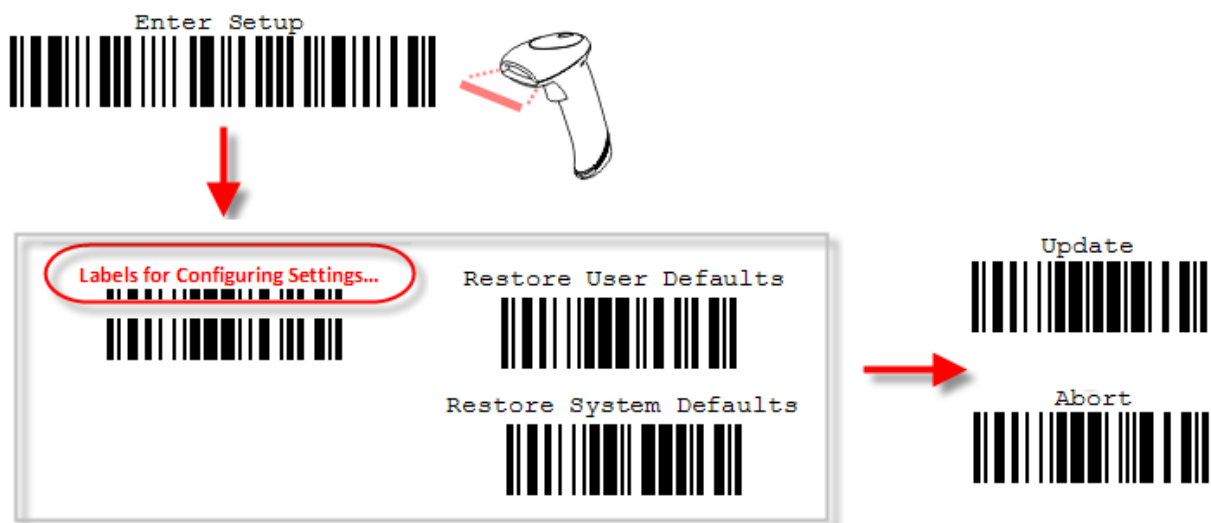 Enter Setup
Labels for Configuring Settings...
Restore User Defaults
Restore System Defaults
Update
Abort